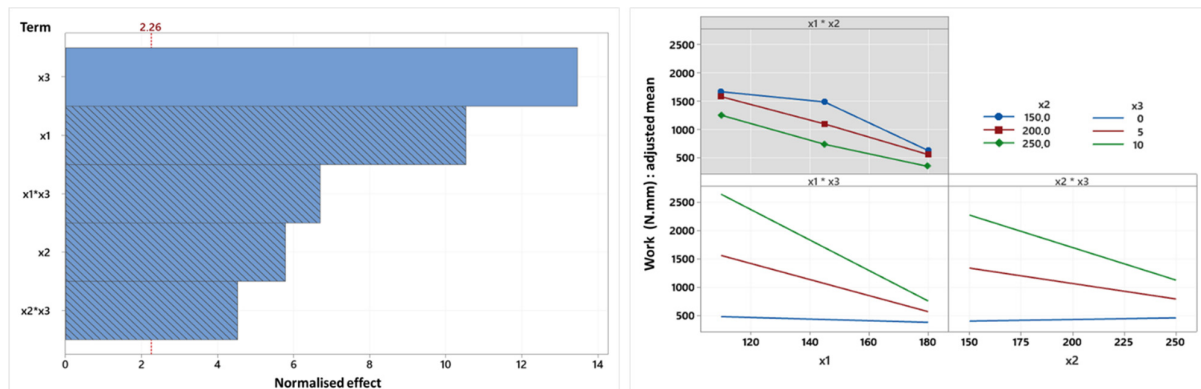 Term
2.26
x3
x1
x1*x3
x2
x2*x3
0 2 4 6 8 10 12 14
Normalised effect
x1 * x2
2500
2000
1500
1000
500
x2 x3
150,0 0
200,0 5
250,0 10
x1 * x3 x2 * x3
2500
2000
1500
1000
500
Work (N.mm) : adjusted mean
120 140 160 180 150 175 200 225 250
x1 x2